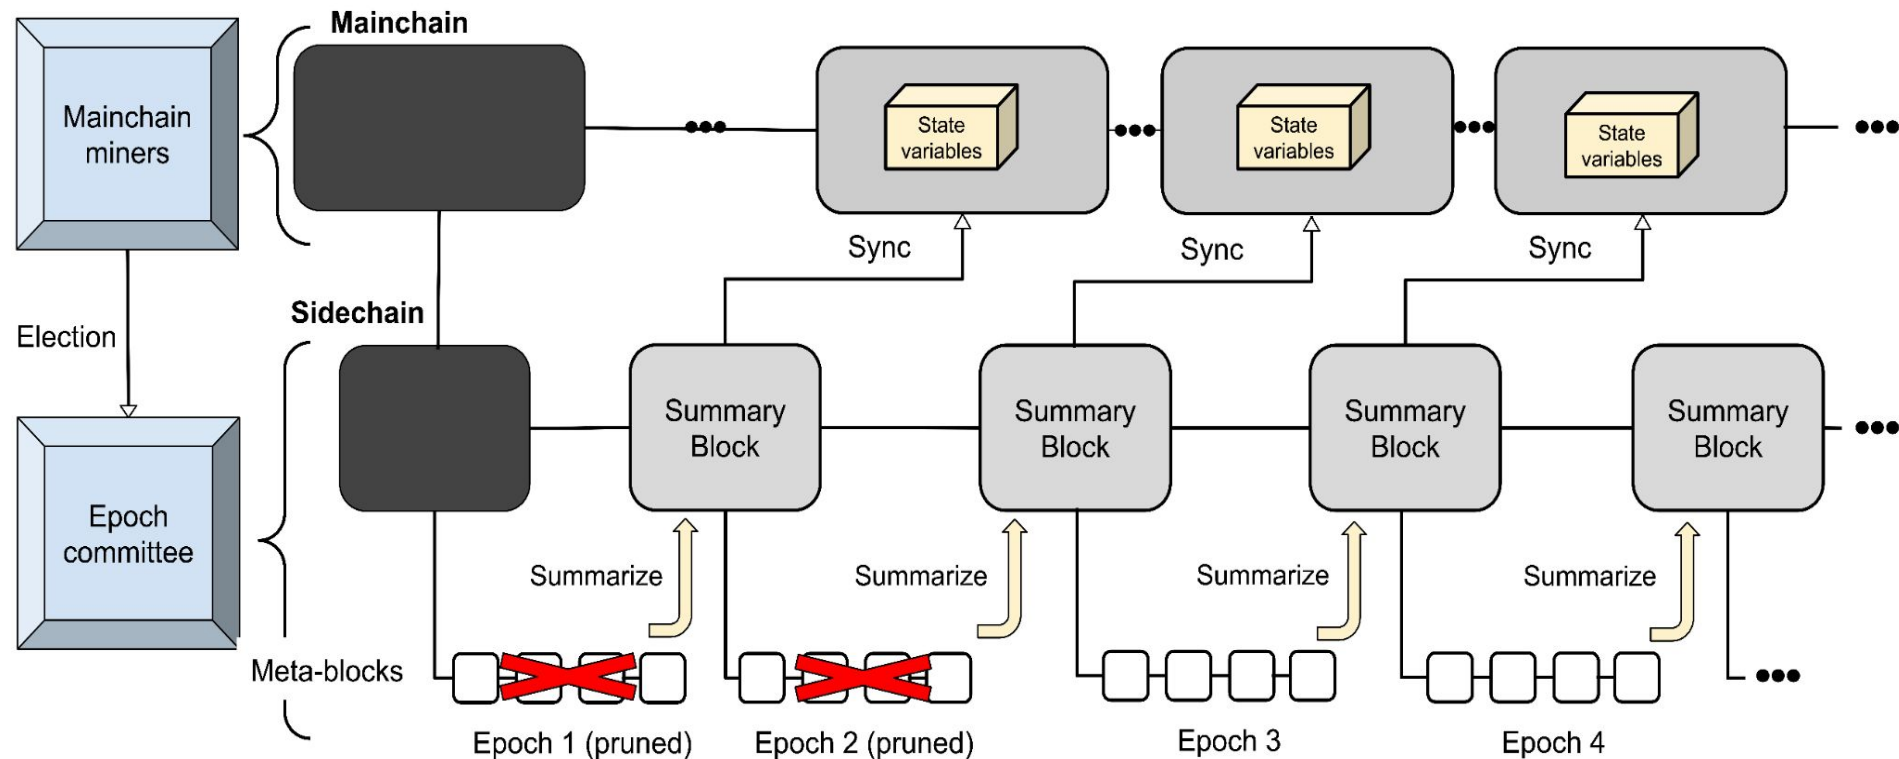 Mainchain
Mainchain
miners
State
variables
State
variables
State
variables
Sync
Sync
Sync
Election
Sidechain
Summary
Block
Summary
Block
Summary
Block
Summary
Block
Epoch
committee
Summarize
Summarize
Summarize
Summarize
Meta-blocks
Epoch 1 (pruned)
Epoch 2 (pruned)
Epoch 3
Epoch 4